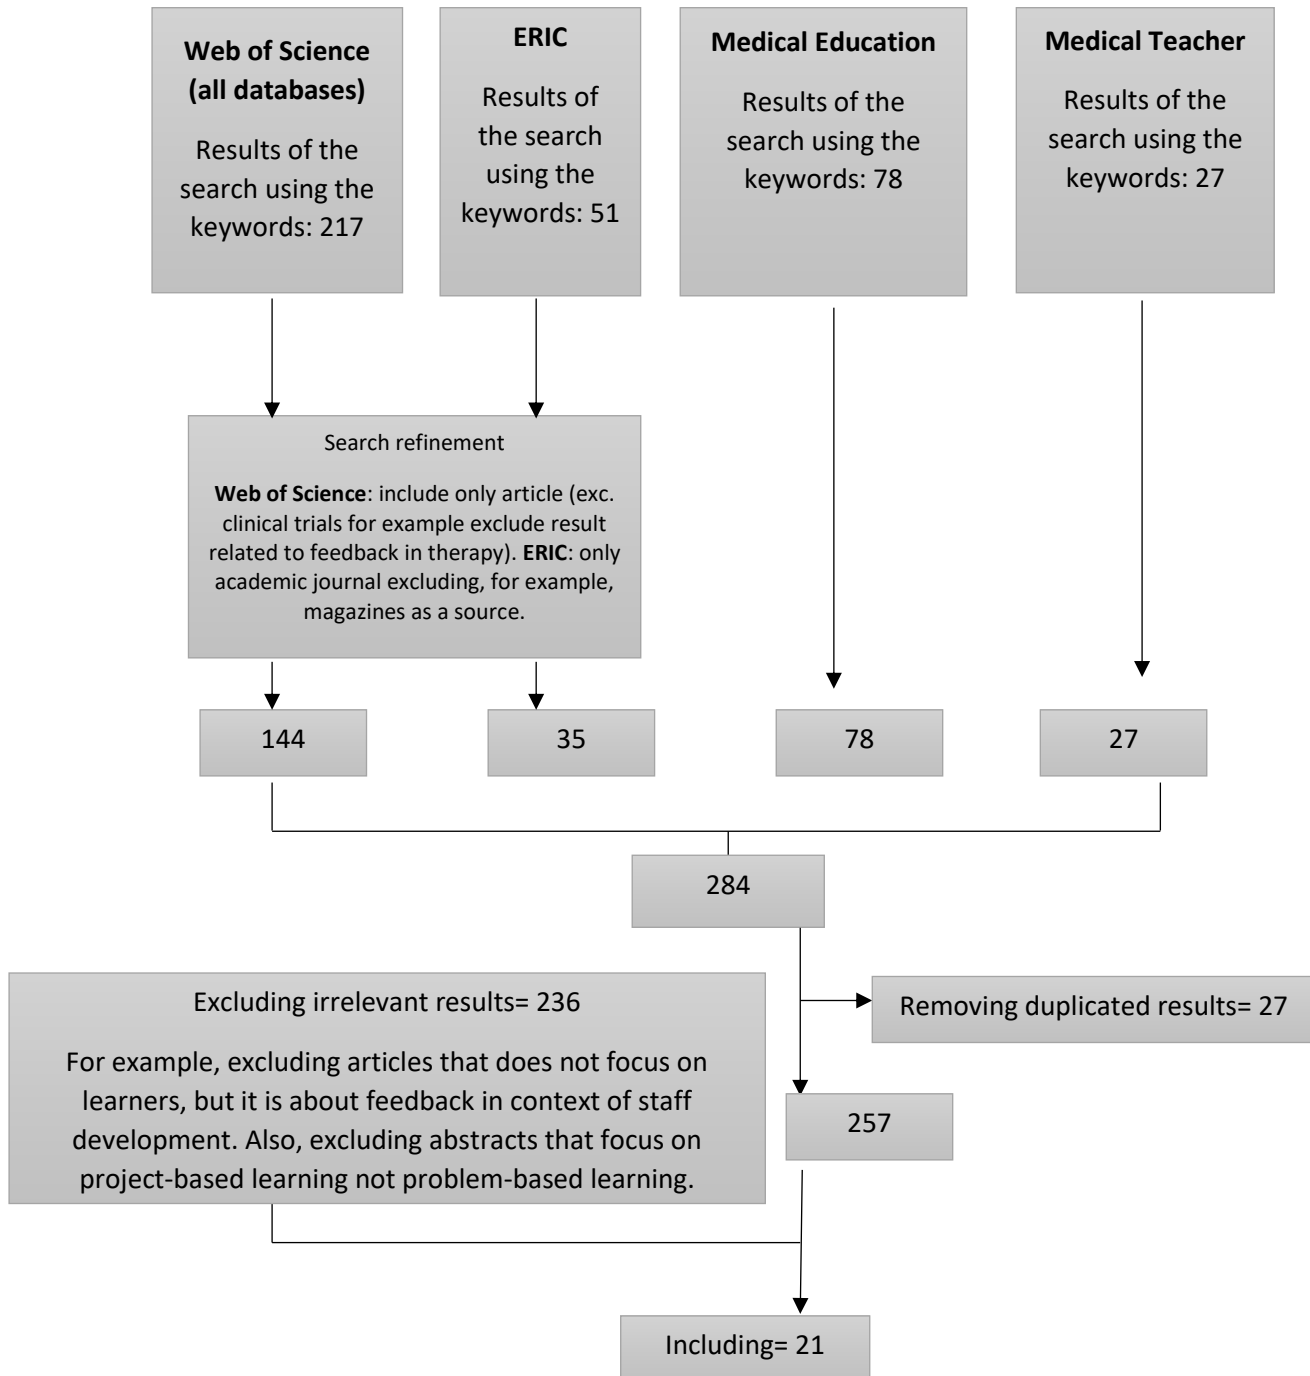 Web of Science
(all databases)
Results of the
search using the
keywords: 217
ERIC
Results of
the search
using the
keywords: 51
Medical Education
Results of the
search using the
keywords: 78
Medical Teacher
Results of the
search using the
keywords: 27
Search refinement
Web of Science: include only article (exc.
clinical trials for example exclude result
related to feedback in therapy). ERIC: only
academic journal excluding, for example,
magazines as a source.
144
35
78
27
284
Removing duplicated results= 27
Excluding irrelevant results= 236
For example, excluding articles that does not focus on
learners, but it is about feedback in context of staff
development. Also, excluding abstracts that focus on
project-based learning not problem-based learning.
257
Including= 21